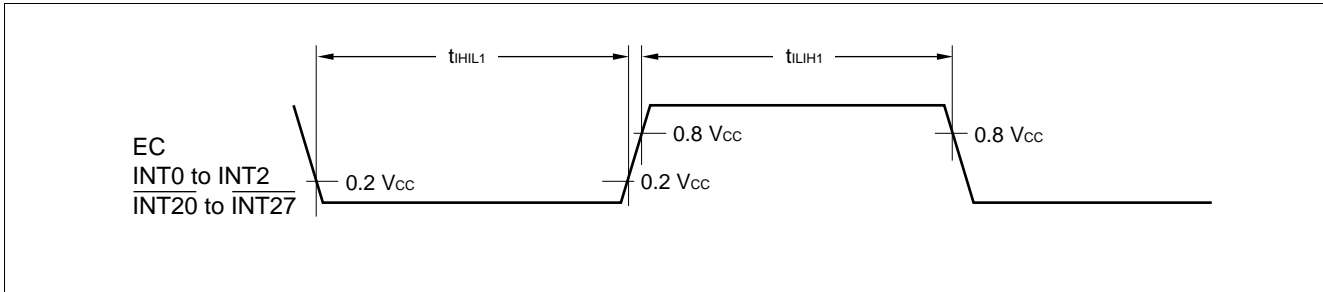 tIHIL1
tILIH1
0.8 VCC
0.8 VCC
EC
INT0 to INT2
0.2 VCC
0.2 VCC
INT20 to INT27